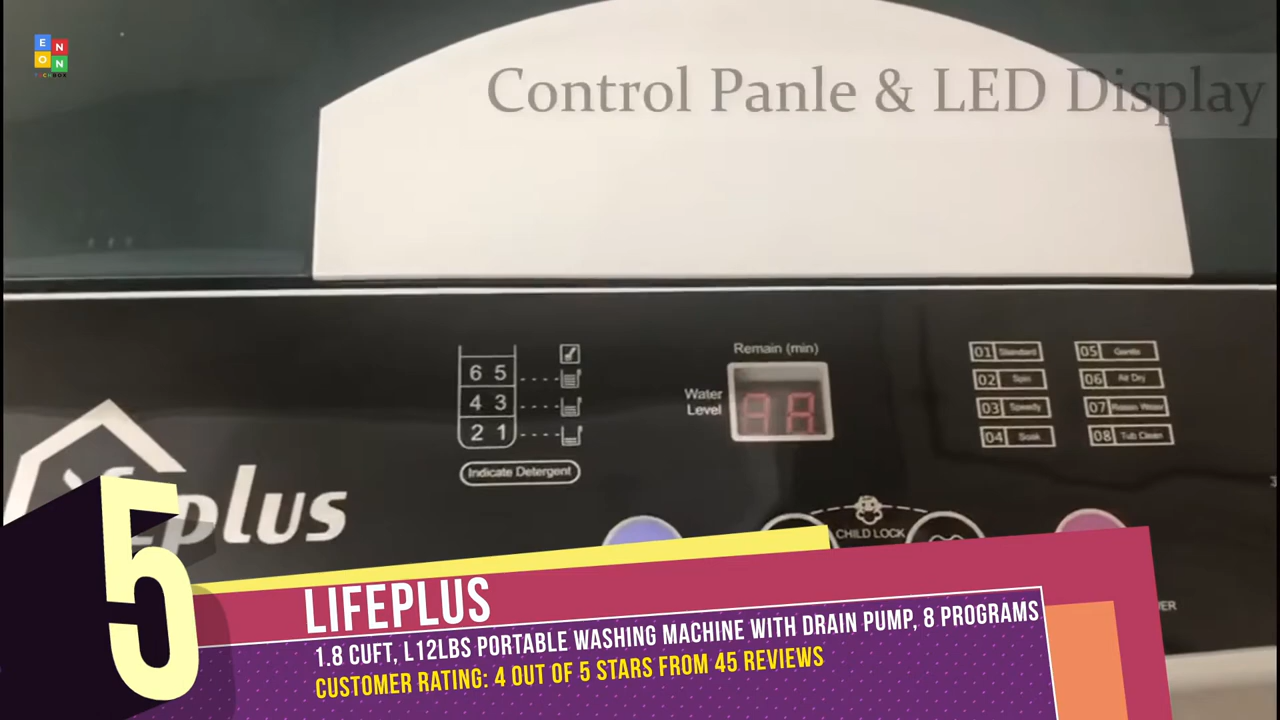 E N
O N
Control Panle & LED Display
Remain (min)
Water
Level
9A
6 5
4 3
2 1
Indicate Detergent
01 Standard
02 Spin
03 Speedy
04 Soak
05 Gentle
06 Air Dry
07
08 Tub Clean
plus
CHILD LOCK
5
LIFEPLUS
1.8 CUFT, L12LBS PORTABLE WASHING MACHINE WITH DRAIN PUMP, 8 PROGRAMS
CUSTOMER RATING: 4 OUT OF 5 STARS FROM 45 REVIEWS